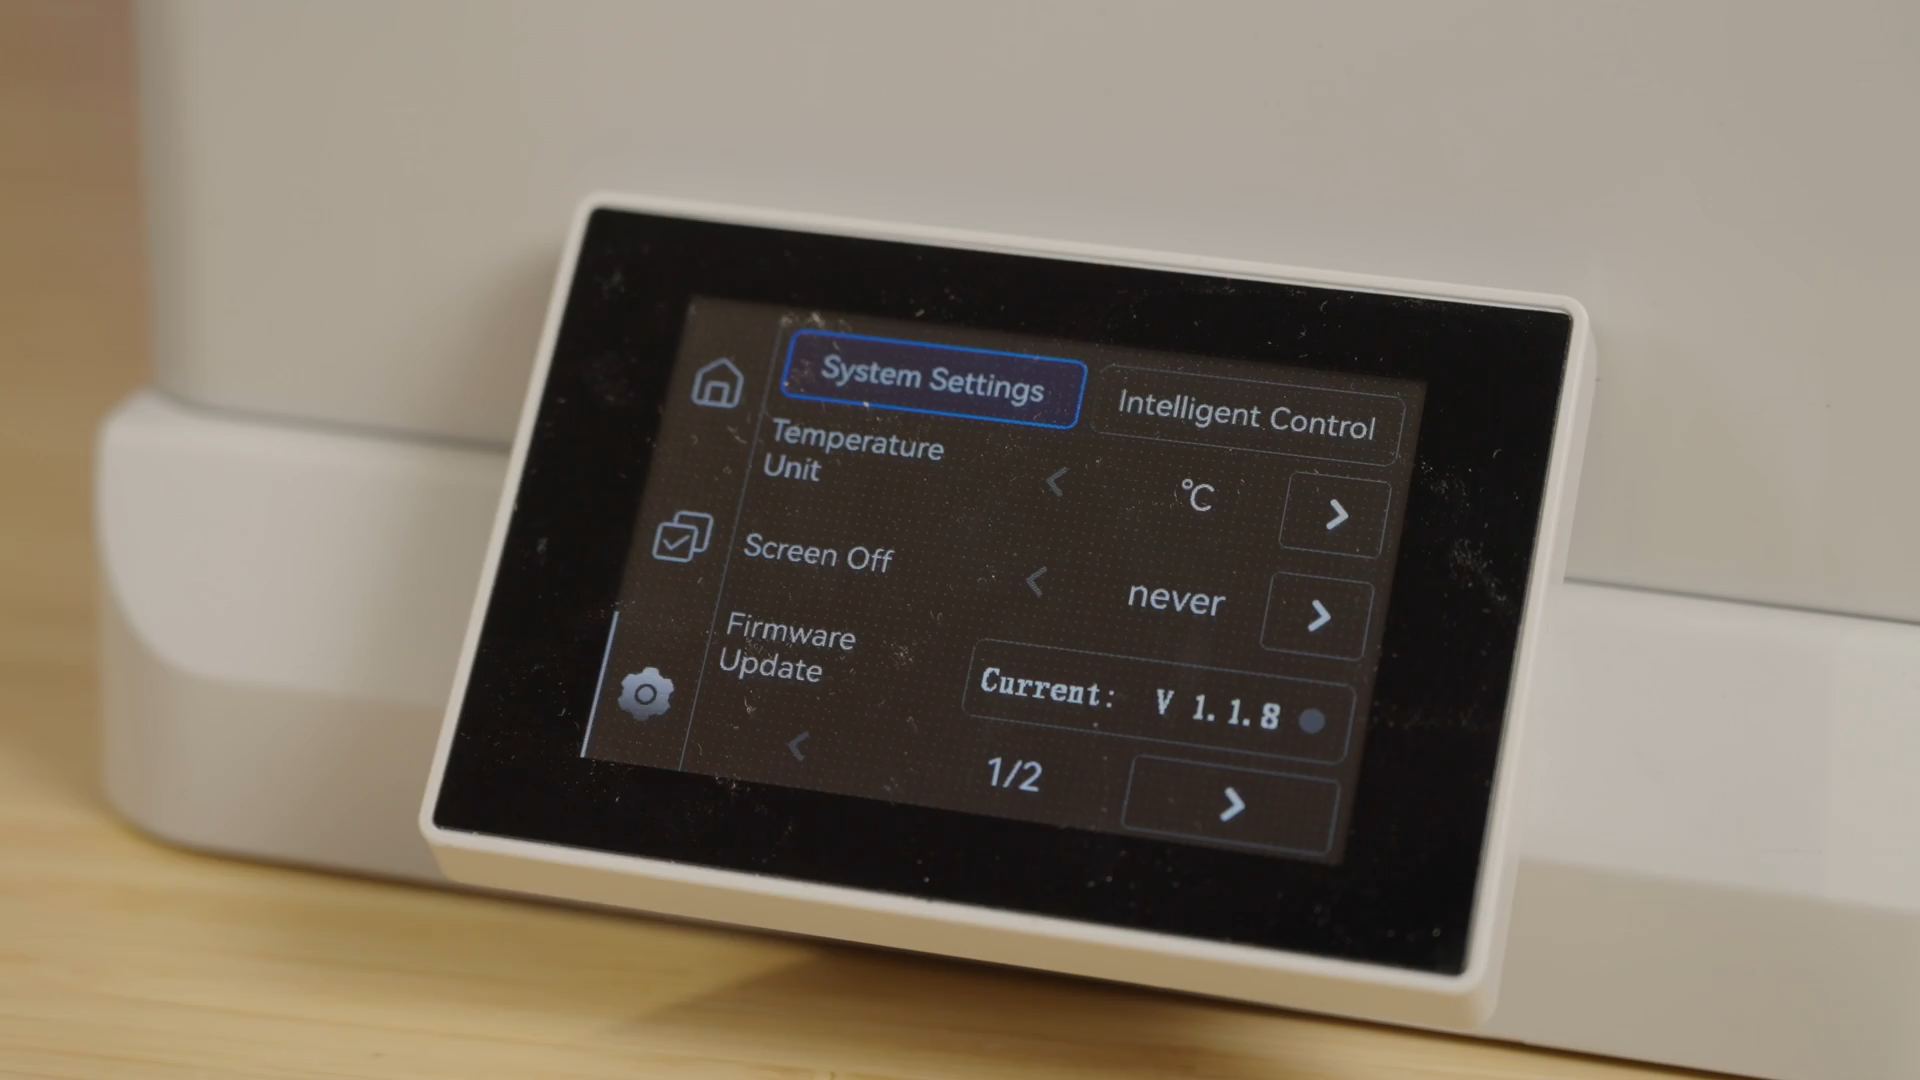 System Settings
Intelligent Control
Temperature
Unit
℃
Screen Off
never
Firmware
Update
Current: V 1.1.8
1/2